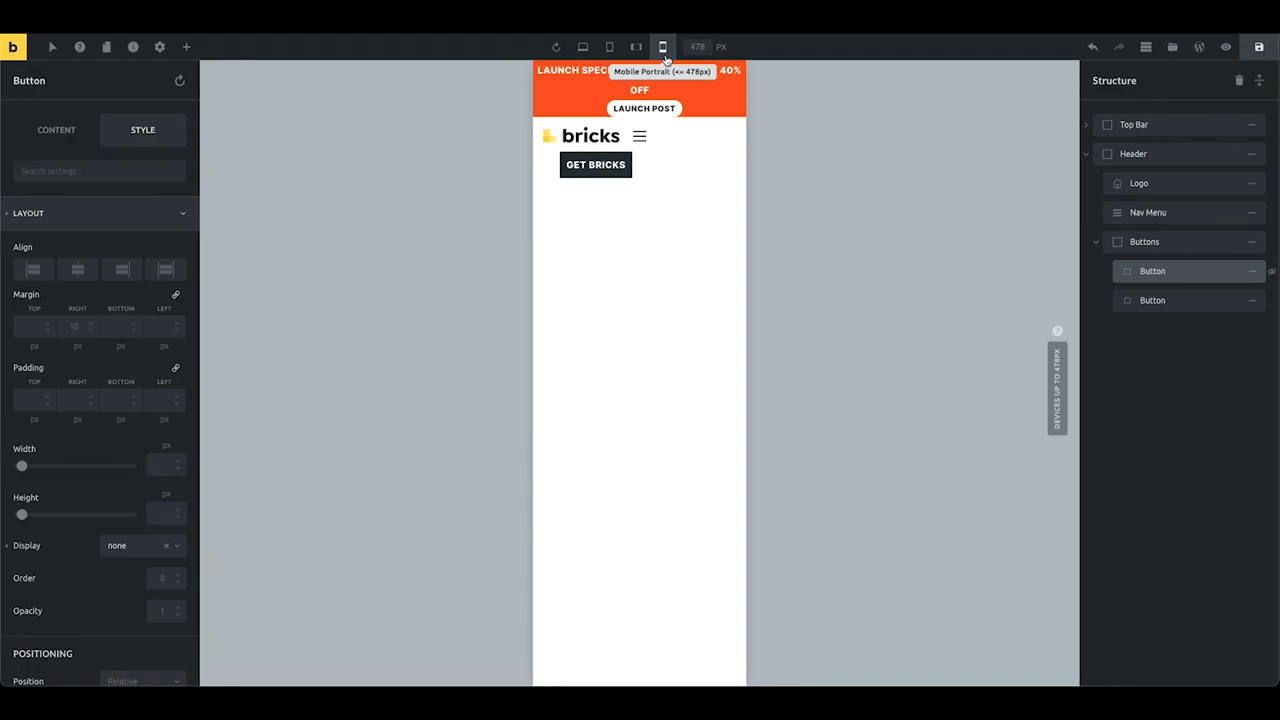 b
478 PX
Button
CONTENT
STYLE
Search settings...
LAYOUT
Align
Margin
TOP RIGHT BOTTOM LEFT
10
px px px px
Padding
TOP RIGHT BOTTOM LEFT
px px px px
px
Width
px
Height
Display none
Order 0
Opacity 1
POSITIONING
Position Relative
LAUNCH SPEC 40%
Mobile Portrait (<= 478px)
OFF
LAUNCH POST
bricks
GET BRICKS
DEVICES UP TO 478PX
Structure
Top Bar
Header
Logo
Nav Menu
Buttons
Button
Button